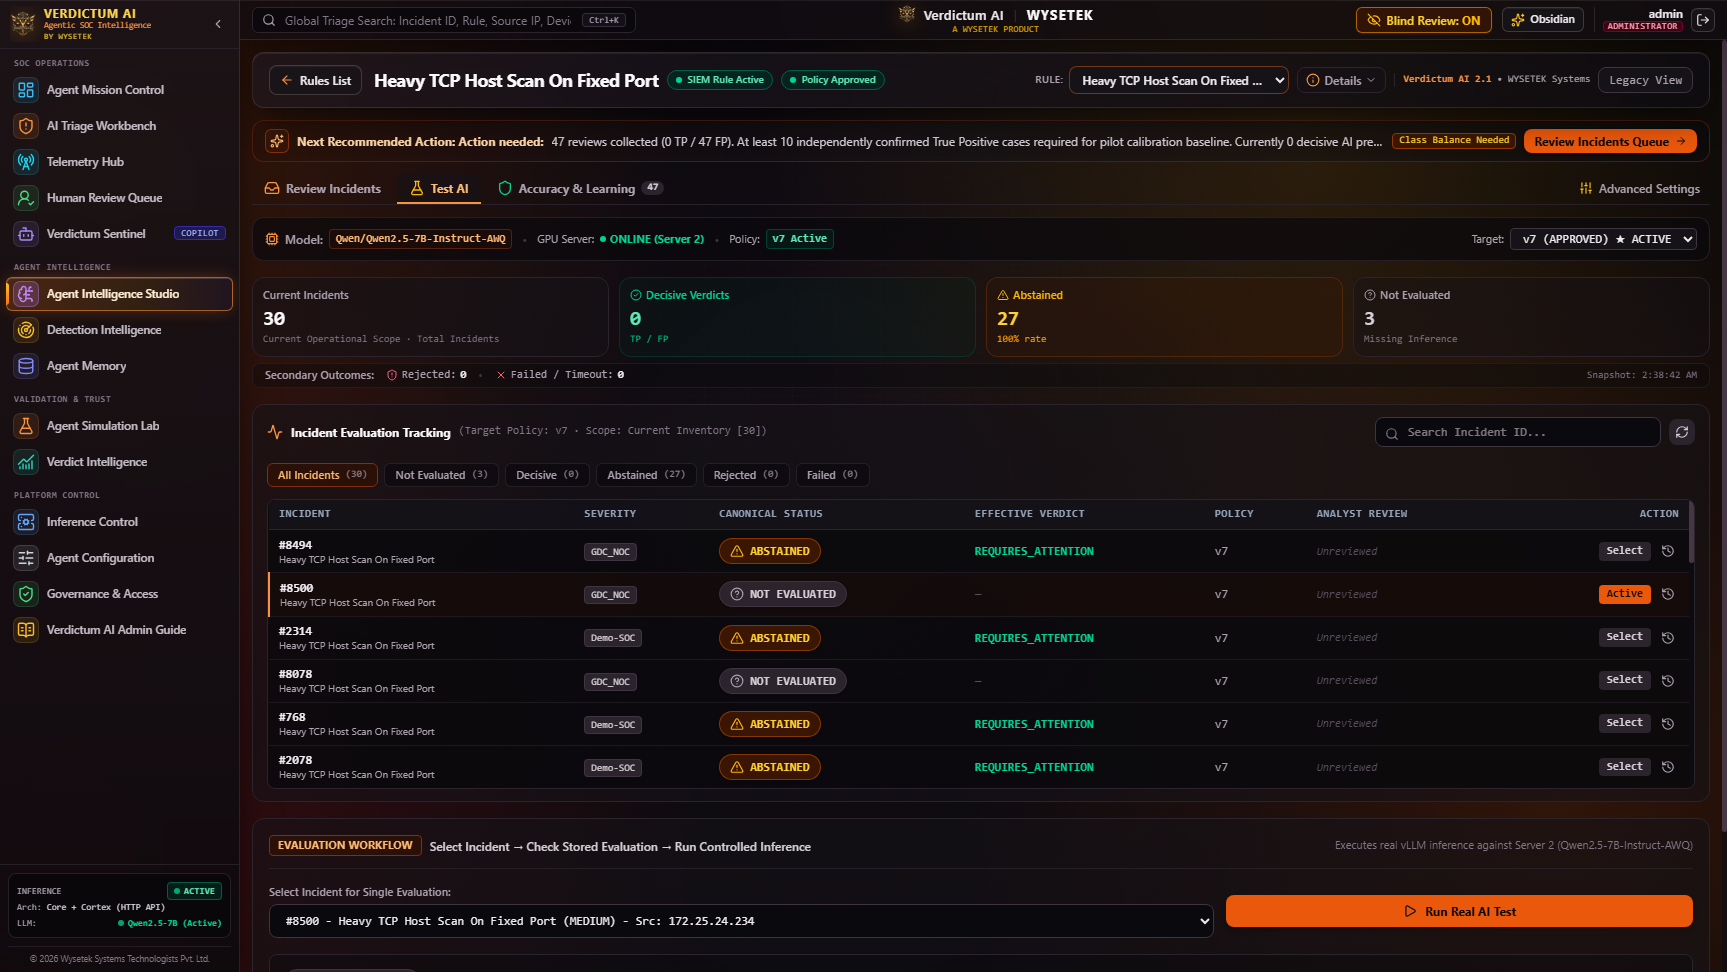 VERDICTUM AI
Agentic SOC Intelligence
BY WYSETEK
Global Triage Search: Incident ID, Rule, Source IP, Devic
Ctrl+K
Verdictum AI
WYSETEK
A WYSETEK PRODUCT
Blind Review: ON
Obsidian
admin
ADMINISTRATOR
SOC OPERATIONS
Agent Mission Control
AI Triage Workbench
Telemetry Hub
Human Review Queue
Verdictum Sentinel
COPILOT
AGENT INTELLIGENCE
Agent Intelligence Studio
Detection Intelligence
Agent Memory
VALIDATION & TRUST
Agent Simulation Lab
Verdict Intelligence
PLATFORM CONTROL
Inference Control
Agent Configuration
Governance & Access
Verdictum AI Admin Guide
INFERENCE
ACTIVE
Arch: Core + Cortex (HTTP API)
LLM:
Qwen2.5-7B (Active)
© 2026 Wysetek Systems Technologists Pvt. Ltd.
← Rules List
Heavy TCP Host Scan On Fixed Port
SIEM Rule Active
Policy Approved
RULE:
Heavy TCP Host Scan On Fixed ...
Details
Verdictum AI 2.1 • WYSETEK Systems
Legacy View
Next Recommended Action: Action needed: 47 reviews collected (0 TP / 47 FP). At least 10 independently confirmed True Positive cases required for pilot calibration baseline. Currently 0 decisive AI pre...
Class Balance Needed
Review Incidents Queue →
Review Incidents
Test AI
Accuracy & Learning 47
Advanced Settings
Model: Qwen/Qwen2.5-7B-Instruct-AWQ • GPU Server: ONLINE (Server 2) • Policy: v7 Active
Target: v7 (APPROVED) ★ ACTIVE
Current Incidents
30
Current Operational Scope · Total Incidents
Decisive Verdicts
0
TP / FP
Abstained
27
100% rate
Not Evaluated
3
Missing Inference
Secondary Outcomes: Rejected: 0 • Failed / Timeout: 0
Snapshot: 2:38:42 AM
Incident Evaluation Tracking (Target Policy: v7 · Scope: Current Inventory [30])
Search Incident ID...
All Incidents (30)
Not Evaluated (3)
Decisive (0)
Abstained (27)
Rejected (0)
Failed (0)
INCIDENT SEVERITY CANONICAL STATUS EFFECTIVE VERDICT POLICY ANALYST REVIEW ACTION
#8494
Heavy TCP Host Scan On Fixed Port
GDC_NOC ABSTAINED REQUIRES_ATTENTION v7 Unreviewed Select
#8500
Heavy TCP Host Scan On Fixed Port
GDC_NOC NOT EVALUATED — v7 Unreviewed Active
#2314
Heavy TCP Host Scan On Fixed Port
Demo-SOC ABSTAINED REQUIRES_ATTENTION v7 Unreviewed Select
#8078
Heavy TCP Host Scan On Fixed Port
GDC_NOC NOT EVALUATED — v7 Unreviewed Select
#768
Heavy TCP Host Scan On Fixed Port
Demo-SOC ABSTAINED REQUIRES_ATTENTION v7 Unreviewed Select
#2078
Heavy TCP Host Scan On Fixed Port
Demo-SOC ABSTAINED REQUIRES_ATTENTION v7 Unreviewed Select
EVALUATION WORKFLOW Select Incident → Check Stored Evaluation → Run Controlled Inference
Executes real vLLM inference against Server 2 (Qwen2.5-7B-Instruct-AWQ)
Select Incident for Single Evaluation:
#8500 - Heavy TCP Host Scan On Fixed Port (MEDIUM) - Src: 172.25.24.234
Run Real AI Test